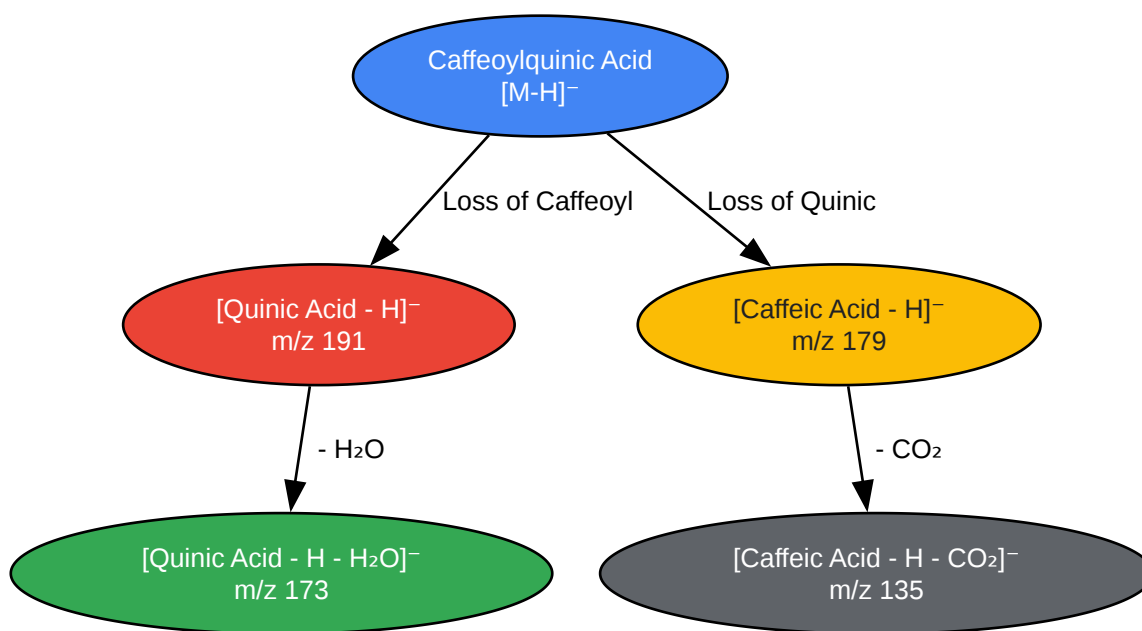 Caffeoylquinic Acid
[M-H]⁻
Loss of Caffeoyl
Loss of Quinic
[Quinic Acid - H]⁻
m/z 191
[Caffeic Acid - H]⁻
m/z 179
- H₂O
- CO₂
[Quinic Acid - H - H₂O]⁻
m/z 173
[Caffeic Acid - H - CO₂]⁻
m/z 135